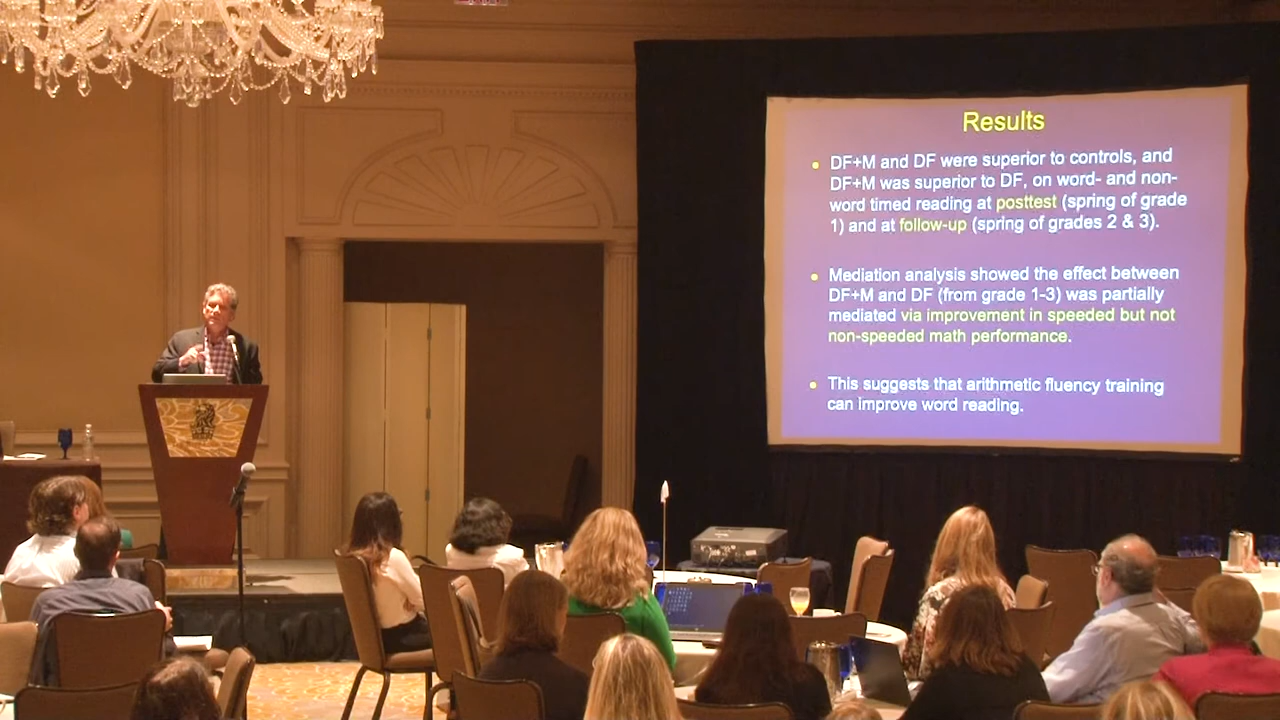 Results
• DF+M and DF were superior to controls, and
DF+M was superior to DF, on word- and non-
word timed reading at posttest (spring of grade
1) and at follow-up (spring of grades 2 & 3).
• Mediation analysis showed the effect between
DF+M and DF (from grade 1-3) was partially
mediated via improvement in speeded but not
non-speeded math performance.
• This suggests that arithmetic fluency training
can improve word reading.